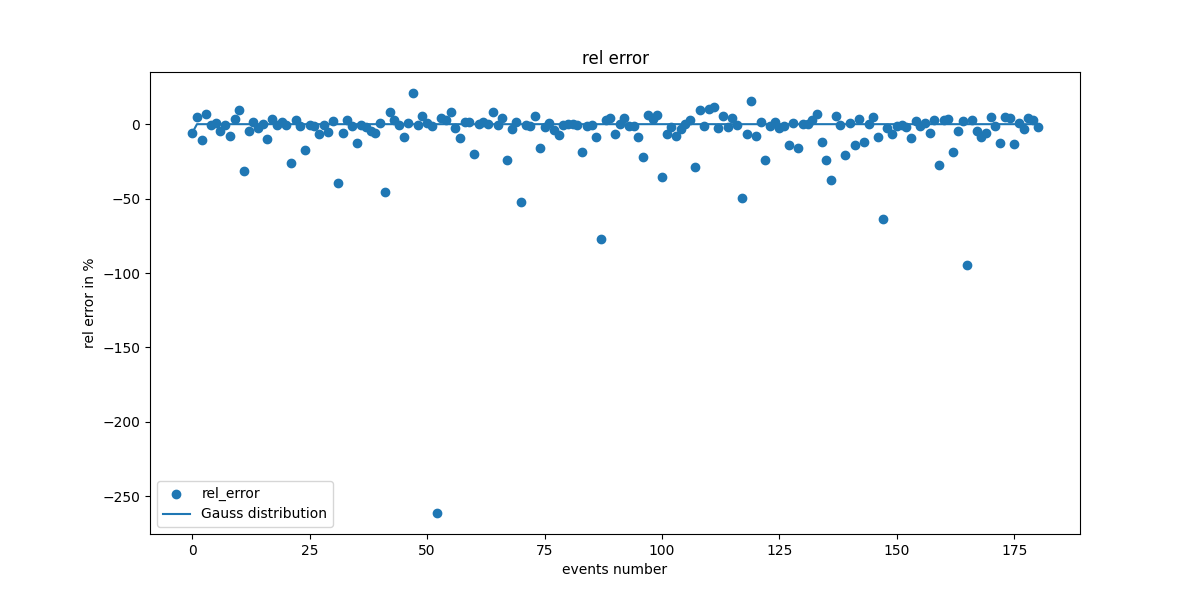 rel error
rel error in %
0
−50
−100
−150
−200
−250
rel_error
Gauss distribution
0 25 50 75 100 125 150 175
events number